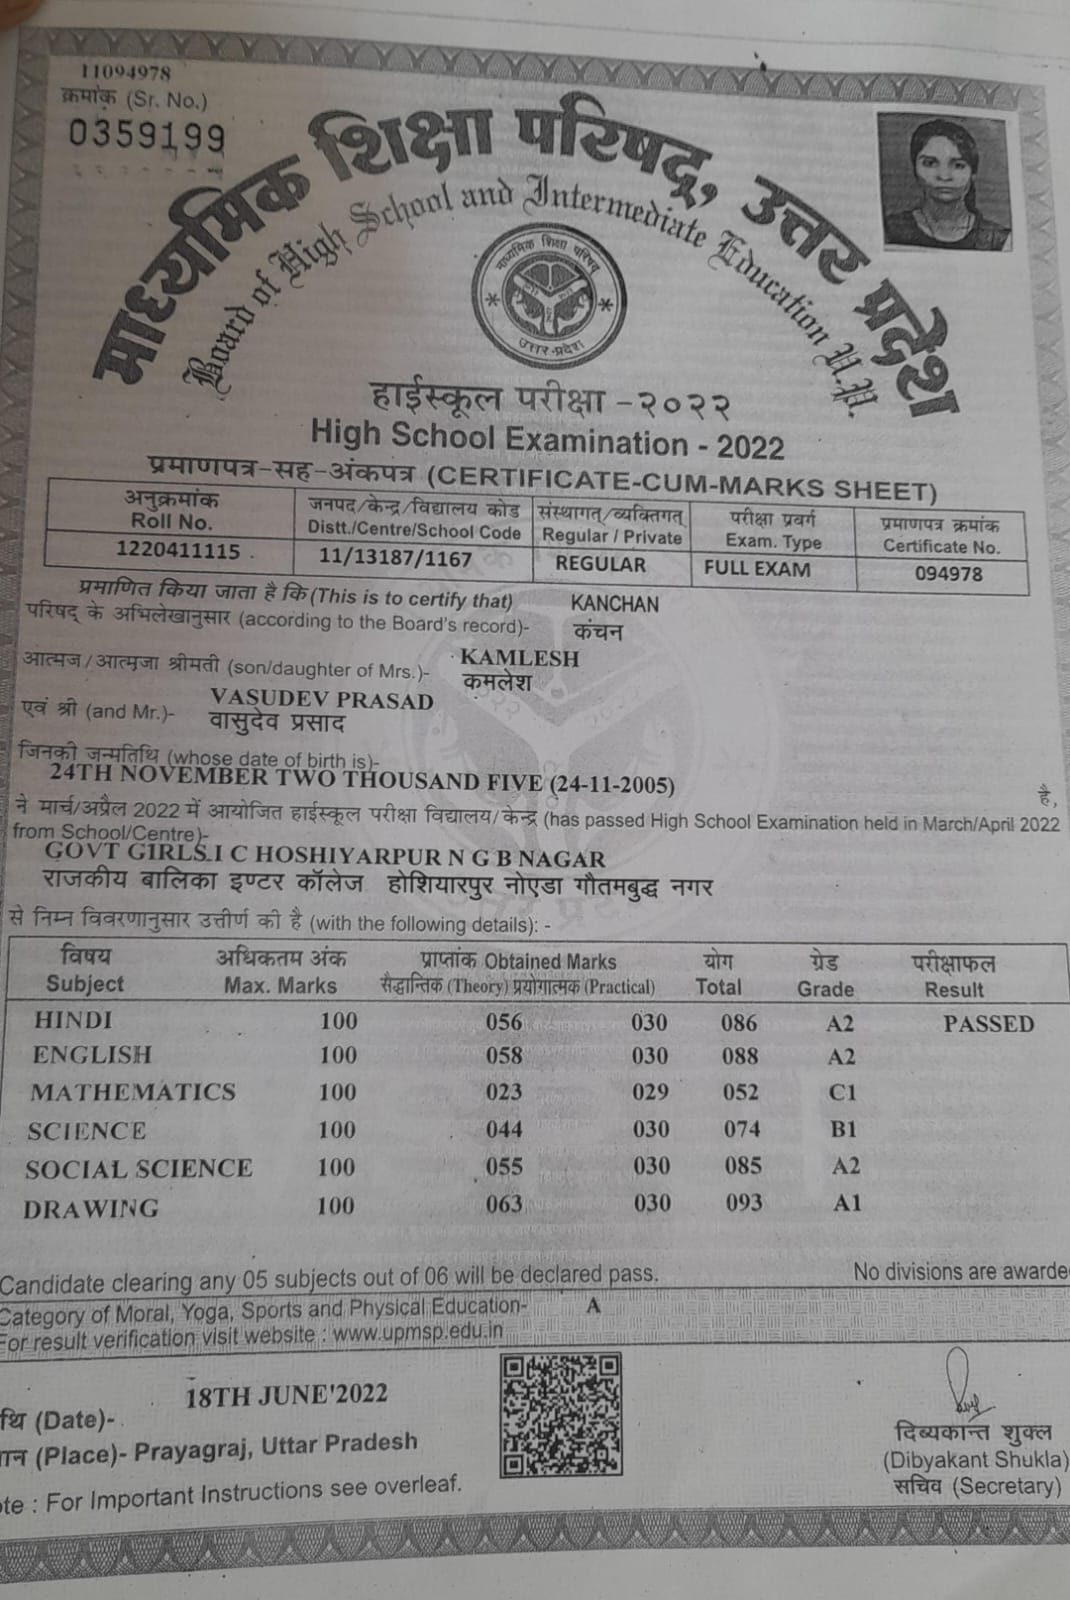 11094978
क्रमांक (Sr. No.)
0359199
माध्यमिक शिक्षा परिषद्, उत्तर प्रदेश
Board of High School and Intermediate Education U.P.
माध्यमिक शिक्षा परिषद्
उत्तर-प्रदेश
हाईस्कूल परीक्षा -२०२२
High School Examination - 2022
प्रमाणपत्र-सह-अंकपत्र (CERTIFICATE-CUM-MARKS SHEET)
अनुक्रमांक जनपद/केन्द्र/विद्यालय कोड संस्थागत्/व्यक्तिगत् परीक्षा प्रवर्ग प्रमाणपत्र क्रमांक
Roll No. Distt./Centre/School Code Regular / Private Exam. Type Certificate No.
1220411115 11/13187/1167 REGULAR FULL EXAM 094978
प्रमाणित किया जाता है कि (This is to certify that) KANCHAN
परिषद् के अभिलेखानुसार (according to the Board's record)- कंचन
आत्मज/आत्मजा श्रीमती (son/daughter of Mrs.)- KAMLESH
कमलेश
एवं श्री (and Mr.)- VASUDEV PRASAD
वासुदेव प्रसाद
जिनकी जन्मतिथि (whose date of birth is)-
24TH NOVEMBER TWO THOUSAND FIVE (24-11-2005) है,
ने मार्च/अप्रैल 2022 में आयोजित हाईस्कूल परीक्षा विद्यालय/केन्द्र (has passed High School Examination held in March/April 2022
from School/Centre)-
GOVT GIRLS I C HOSHIYARPUR N G B NAGAR
राजकीय बालिका इण्टर कॉलेज होशियारपुर नोएडा गौतमबुद्ध नगर
से निम्न विवरणानुसार उत्तीर्ण की है (with the following details): -
विषय अधिकतम अंक प्राप्तांक Obtained Marks योग ग्रेड परीक्षाफल
Subject Max. Marks सैद्धान्तिक (Theory) प्रयोगात्मक (Practical) Total Grade Result
HINDI 100 056 030 086 A2 PASSED
ENGLISH 100 058 030 088 A2
MATHEMATICS 100 023 029 052 C1
SCIENCE 100 044 030 074 B1
SOCIAL SCIENCE 100 055 030 085 A2
DRAWING 100 063 030 093 A1
Candidate clearing any 05 subjects out of 06 will be declared pass. No divisions are awarde
Category of Moral, Yoga, Sports and Physical Education- A
For result verification visit website : www.upmsp.edu.in
18TH JUNE'2022
थि (Date)-
ान (Place)- Prayagraj, Uttar Pradesh
ote : For Important Instructions see overleaf.
दिव्यकान्त शुक्ल
(Dibyakant Shukla)
सचिव (Secretary)